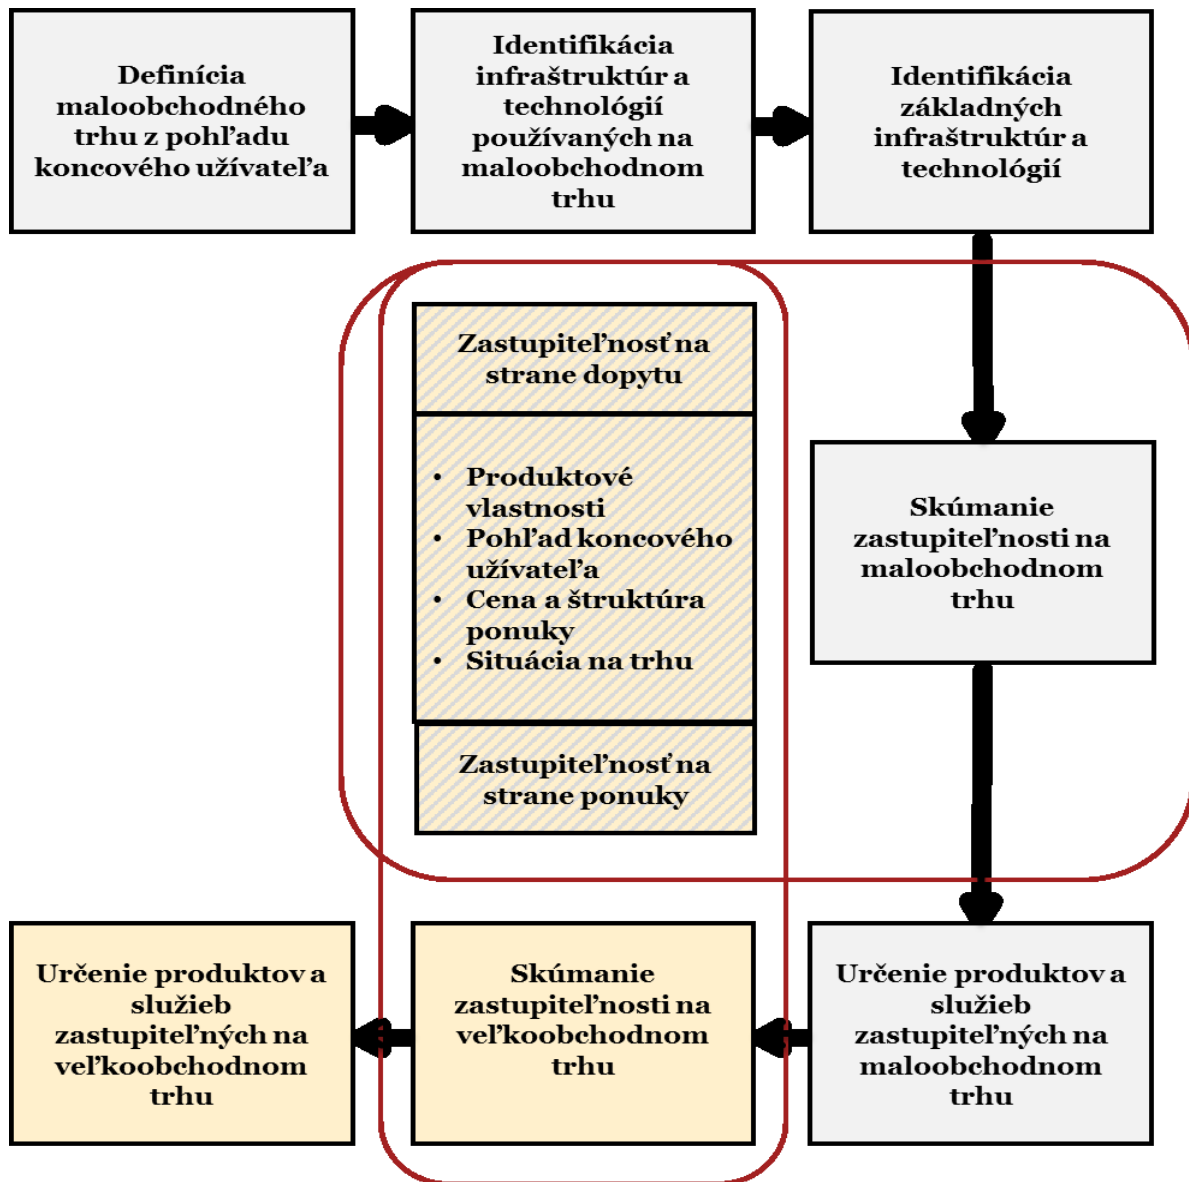 Definícia
maloobchodného
trhu z pohľadu
koncového užívateľa
Identifikácia
infraštruktúr a
technológií
používaných na
maloobchodnom
trhu
Identifikácia
základných
infraštruktúr a
technológií
Zastupiteľnosť na
strane dopytu
• Produktové
vlastnosti
• Pohľad koncového
užívateľa
• Cena a štruktúra
ponuky
• Situácia na trhu
Zastupiteľnosť na
strane ponuky
Skúmanie
zastupiteľnosti na
maloobchodnom
trhu
Určenie produktov a
služieb
zastupiteľných na
veľkoobchodnom
trhu
Skúmanie
zastupiteľnosti na
veľkoobchodnom
trhu
Určenie produktov a
služieb
zastupiteľných na
maloobchodnom
trhu